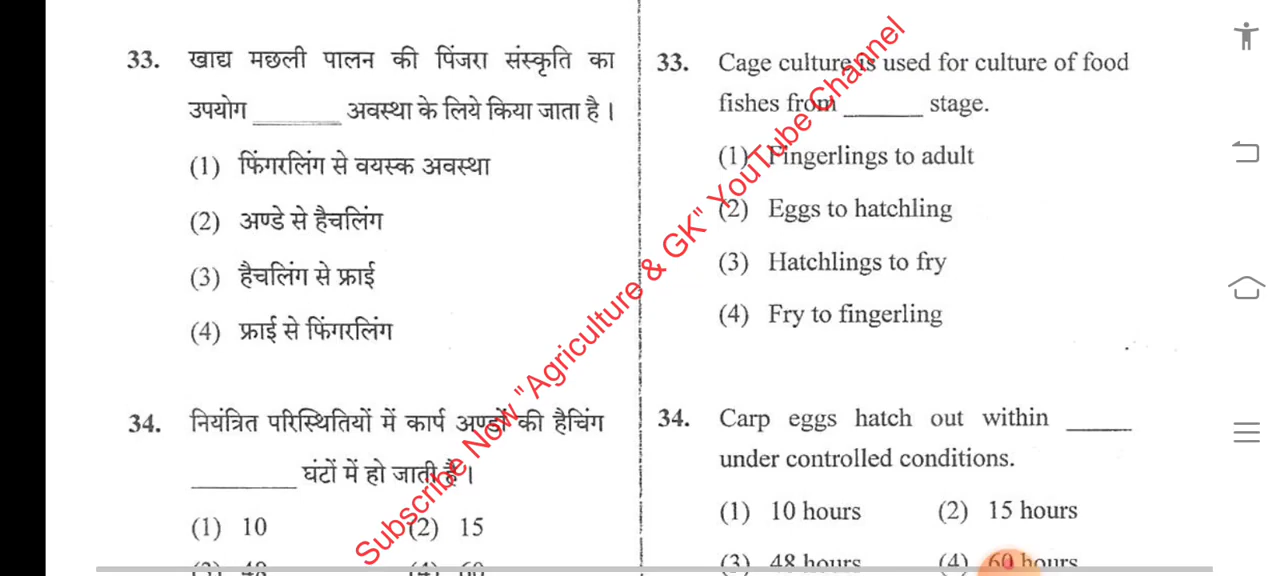 33. खाद्य मछली पालन की पिंजरा संस्कृति का
उपयोग ______ अवस्था के लिये किया जाता है ।
(1) फिंगरलिंग से वयस्क अवस्था
(2) अण्डे से हैचलिंग
(3) हैचलिंग से फ्राई
(4) फ्राई से फिंगरलिंग
34. नियंत्रित परिस्थितियों में कार्प अण्डों की हैचिंग
______ घंटों में हो जाती है ।
(1) 10 (2) 15
(3) 48 (4) 60
33. Cage culture is used for culture of food
fishes from ______ stage.
(1) Fingerlings to adult
(2) Eggs to hatchling
(3) Hatchlings to fry
(4) Fry to fingerling
34. Carp eggs hatch out within ______
under controlled conditions.
(1) 10 hours (2) 15 hours
(3) 48 hours (4) 60 hours
Subscribe Now "Agriculture & GK" YouTube Channel